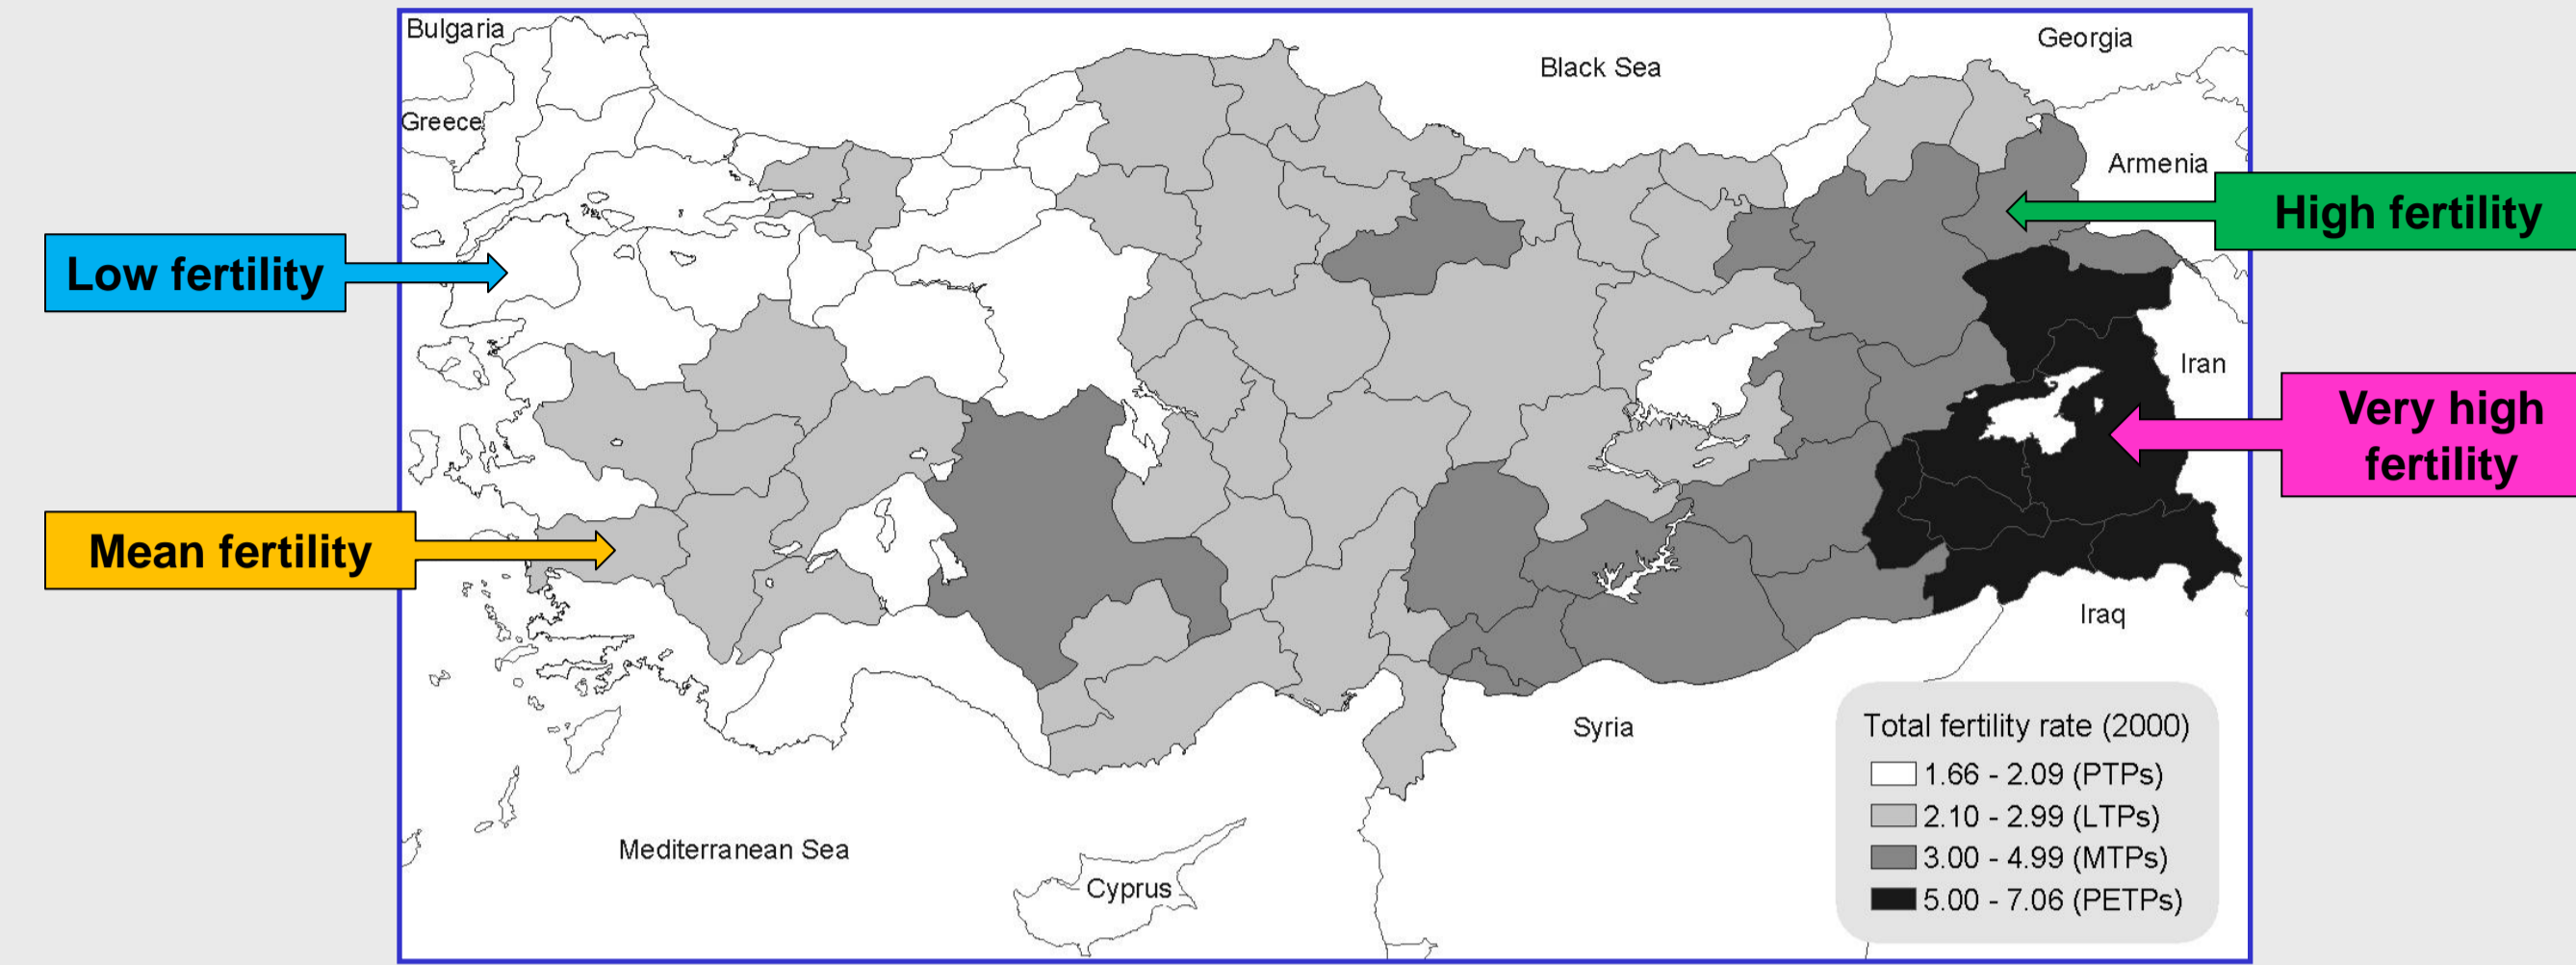 Bulgaria
Georgia
Black Sea
Greece
Armenia
High fertility
Low fertility
Iran
Very high
fertility
Mean fertility
Iraq
Syria
Total fertility rate (2000)
1.66 - 2.09 (PTPs)
2.10 - 2.99 (LTPs)
3.00 - 4.99 (MTPs)
5.00 - 7.06 (PETPs)
Mediterranean Sea
Cyprus